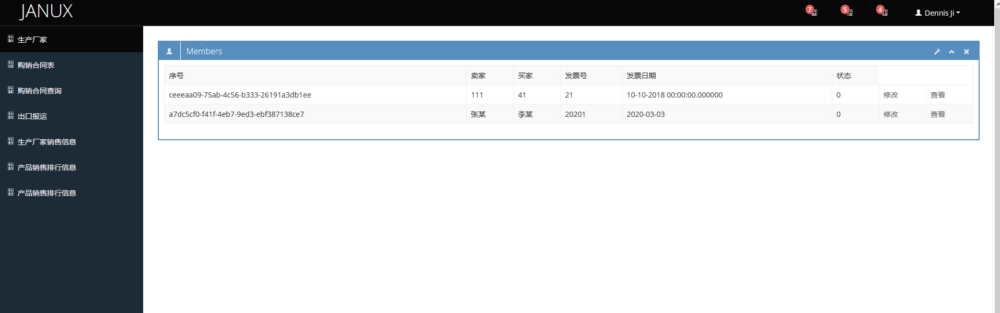 JANUX
7 5 4 Dennis Ji
生产厂家
购销合同表
购销合同查询
出口报运
生产厂家销售信息
产品销售排行信息
产品销售排行信息
Members
序号 卖家 买家 发票号 发票日期 状态
ceeeaa09-75ab-4c56-b333-26191a3db1ee 111 41 21 10-10-2018 00:00:00.000000 0 修改 查看
a7dc5cf0-f41f-4eb7-9ed3-ebf387138ce7 张某 李某 20201 2020-03-03 0 修改 查看